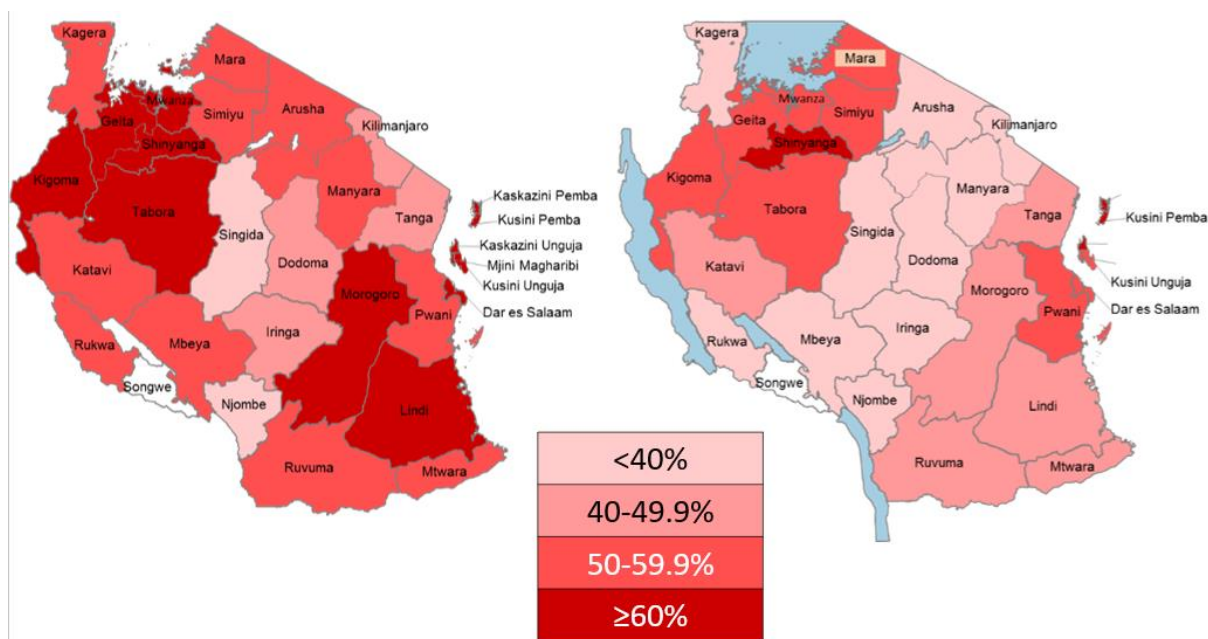 Kagera
Mara
Mwanza
Geita
Simiyu
Arusha
Kilimanjaro
Shinyanga
Kigoma
Manyara
Tabora
Tanga
Kaskazini Pemba
Kusini Pemba
Singida
Kaskazini Unguja
Katavi
Dodoma
Mjini Magharibi
Kusini Unguja
Morogoro
Dar es Salaam
Pwani
Rukwa
Mbeya
Iringa
Songwe
Njombe
Lindi
Ruvuma
Mtwara
Kagera
Mara
Mwanza
Geita
Simiyu
Arusha
Kilimanjaro
Shinyanga
Kigoma
Manyara
Tabora
Tanga
Kusini Pemba
Singida
Katavi
Dodoma
Kusini Unguja
Morogoro
Dar es Salaam
Pwani
Rukwa
Mbeya
Iringa
Songwe
Njombe
Lindi
Ruvuma
Mtwara
<40%
40-49.9%
50-59.9%
≥60%